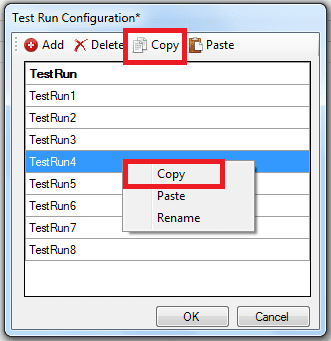 Test Run Configuration*
Add Delete Copy Paste
TestRun
TestRun1
TestRun2
TestRun3
TestRun4
Copy
TestRun5
Paste
TestRun6
Rename
TestRun7
TestRun8
OK Cancel